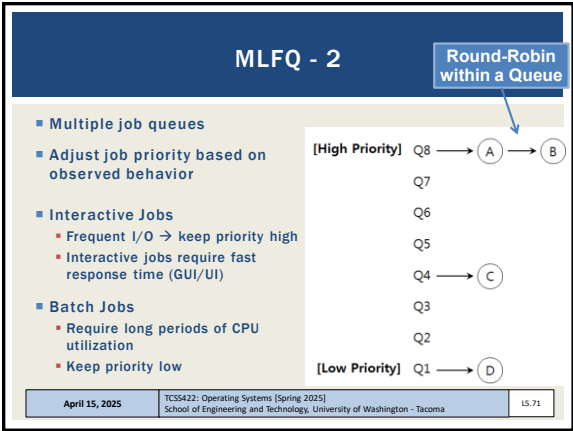 MLFQ - 2
Round-Robin
within a Queue
Multiple job queues
Adjust job priority based on
observed behavior
Interactive Jobs
Frequent I/O → keep priority high
Interactive jobs require fast
response time (GUI/UI)
Batch Jobs
Require long periods of CPU
utilization
Keep priority low
[High Priority] Q8 → A → B
Q7
Q6
Q5
Q4 → C
Q3
Q2
[Low Priority] Q1 → D
April 15, 2025
TCSS422: Operating Systems [Spring 2025]
School of Engineering and Technology, University of Washington - Tacoma
L5.71